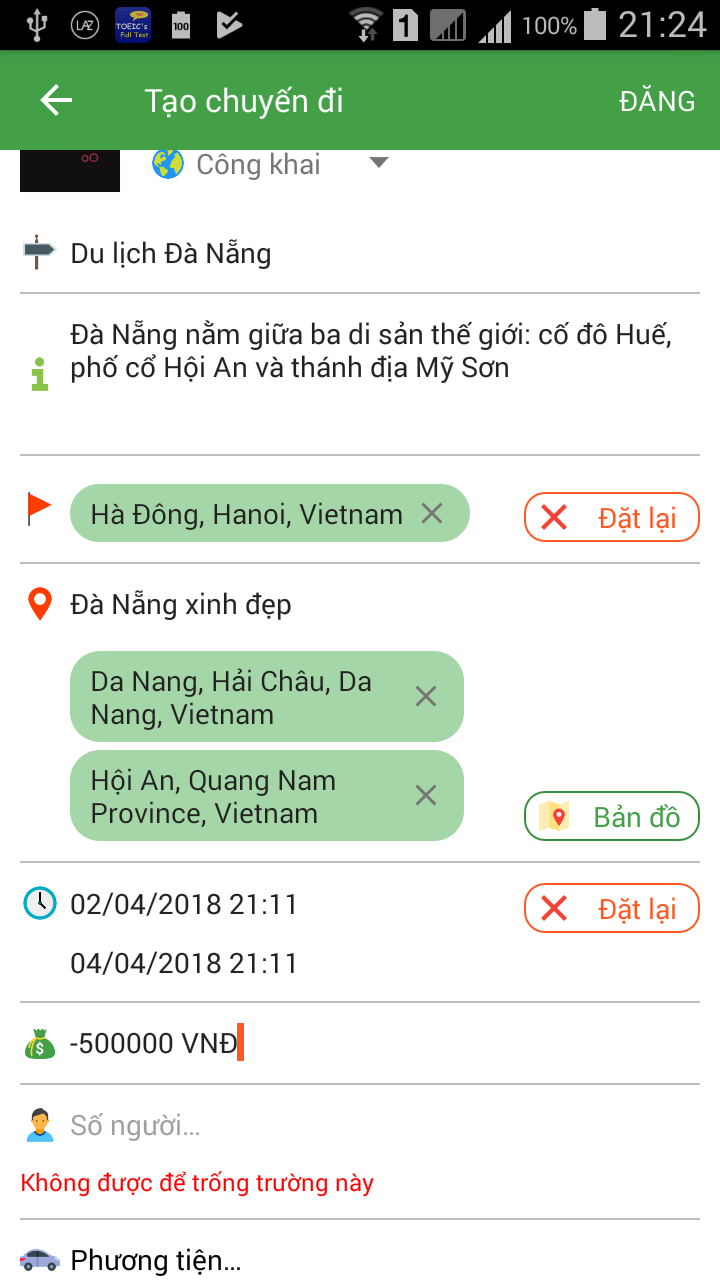 LAZ
TOEIC's
Full Test
100
1
100%
21:24
Tạo chuyến đi
ĐĂNG
Công khai
Du lịch Đà Nẵng
Đà Nẵng nằm giữa ba di sản thế giới: cố đô Huế,
phố cổ Hội An và thánh địa Mỹ Sơn
Hà Đông, Hanoi, Vietnam
Đặt lại
Đà Nẵng xinh đẹp
Da Nang, Hải Châu, Da
Nang, Vietnam
Hội An, Quang Nam
Province, Vietnam
Bản đồ
02/04/2018 21:11
Đặt lại
04/04/2018 21:11
-500000 VNĐ
Số người...
Không được để trống trường này
Phương tiện...